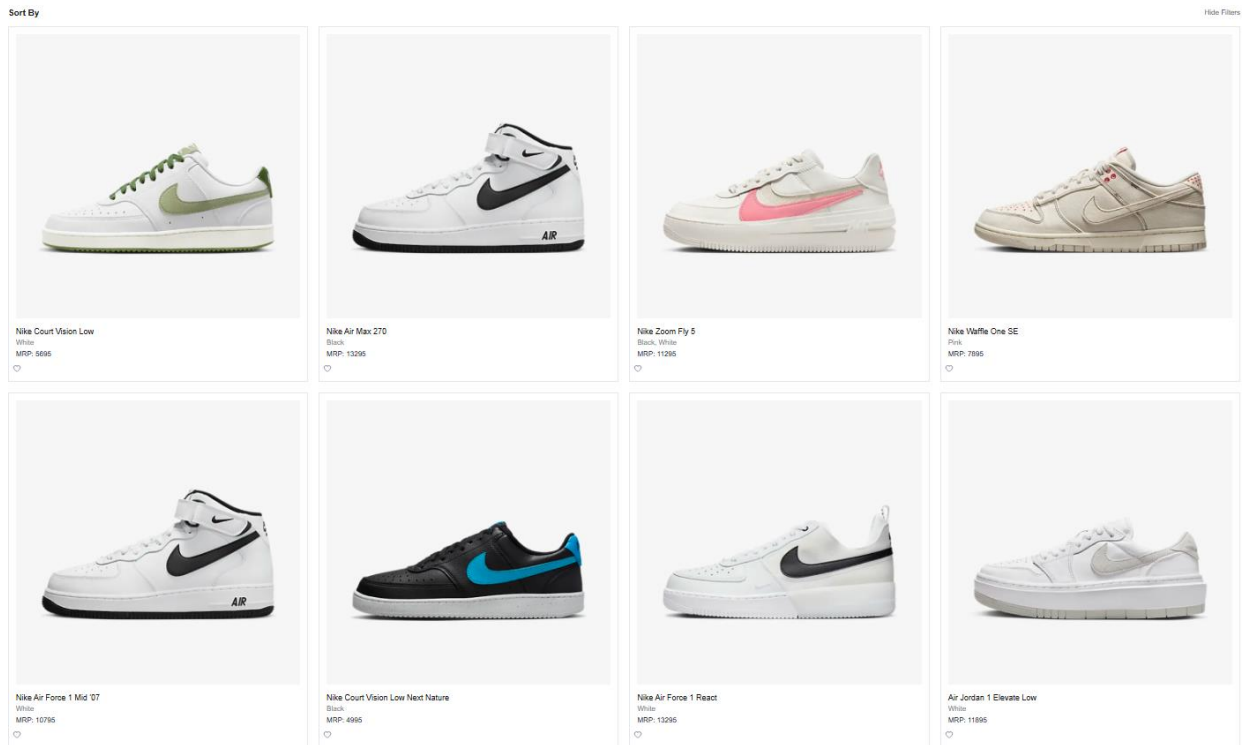 Sort By
Hide Filters
Nike Court Vision Low
White
MRP: 5695
Nike Air Max 270
Black
MRP: 13295
Nike Zoom Fly 5
Black, White
MRP: 11295
Nike Waffle One SE
Pink
MRP: 7895
AIR
AIR
Nike Air Force 1 Mid '07
White
MRP: 10795
Nike Court Vision Low Next Nature
Black
MRP: 4995
Nike Air Force 1 React
White
MRP: 13295
Air Jordan 1 Elevate Low
White
MRP: 11895